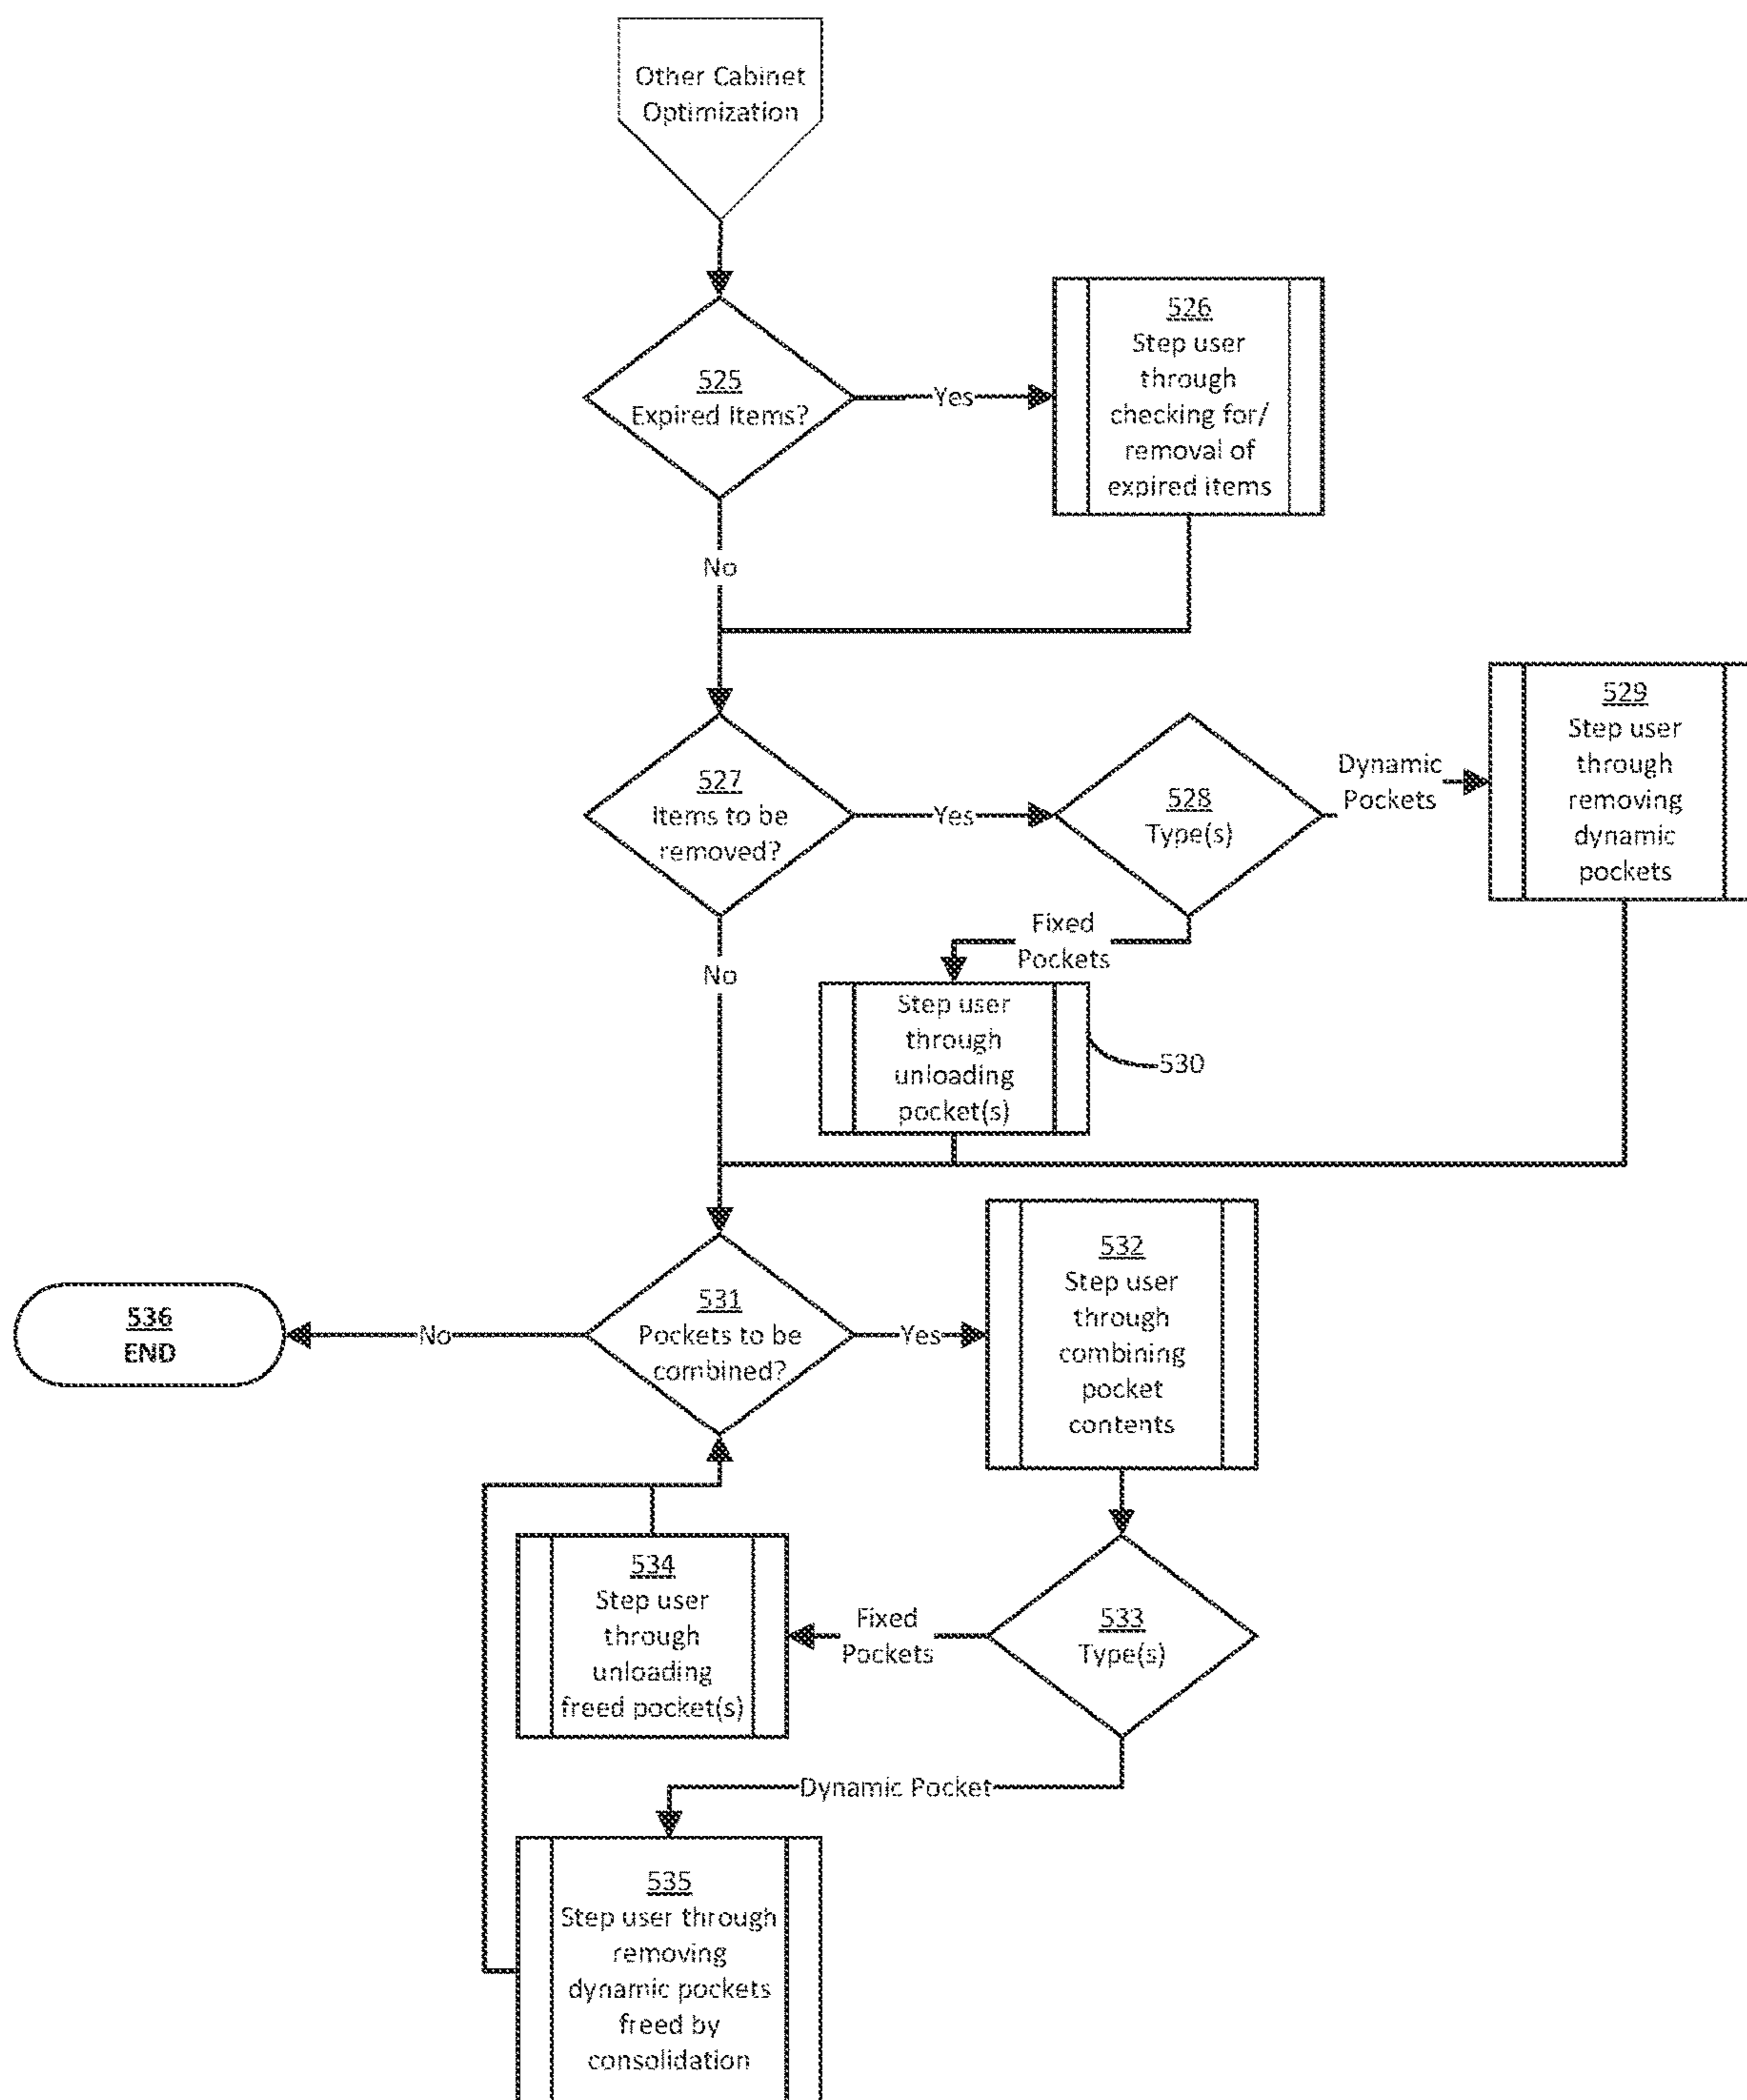 Other Cabinet
Optimization
525
Expired Items?
Yes
526
Step user
through
checking for/
removal of
expired items
No
527
Items to be
removed?
Yes
528
Type(s)
Dynamic
Pockets
529
Step user
through
removing
dynamic
pockets
Fixed
Pockets
No
Step user
through
unloading
pocket(s)
530
531
Pockets to be
combined?
No
536
END
Yes
532
Step user
through
combining
pocket
contents
533
Type(s)
Fixed
Pockets
534
Step user
through
unloading
freed pocket(s)
Dynamic Pocket
535
Step user through
removing
dynamic pockets
freed by
consolidation